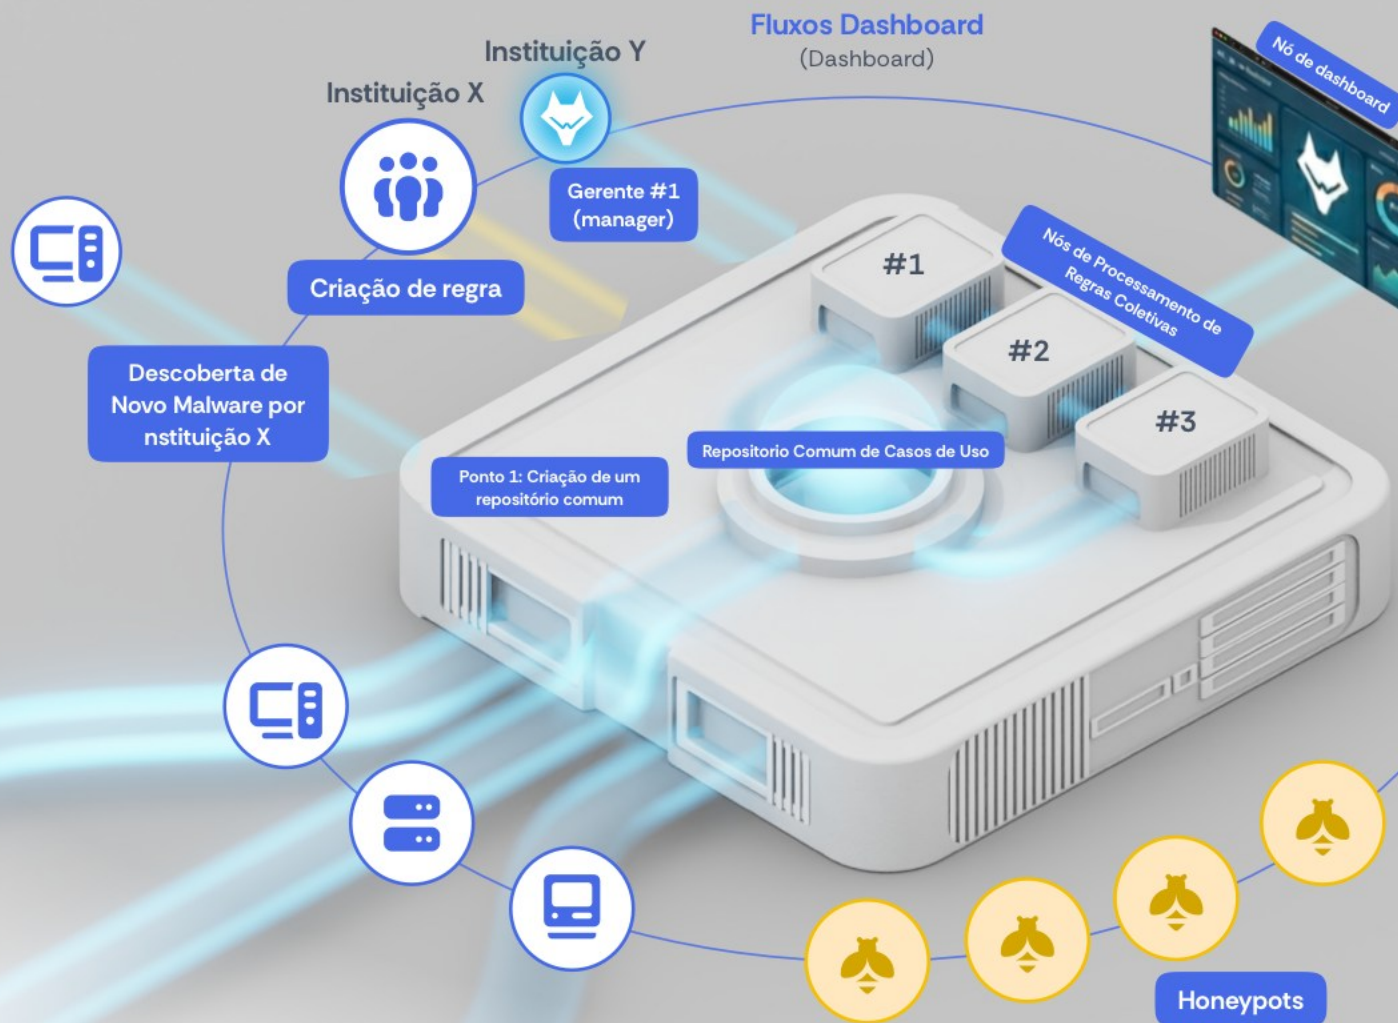 Fluxos Dashboard
(Dashboard)
Instituição Y
Instituição X
Nó de dashboard
Gerente #1
(manager)
Criação de regra
#1
Nós de Processamento de
Regras Coletivas
#2
#3
Descoberta de
Novo Malware por
nstituição X
Repositorio Comum de Casos de Uso
Ponto 1: Criação de um
repositório comum
Honeypots